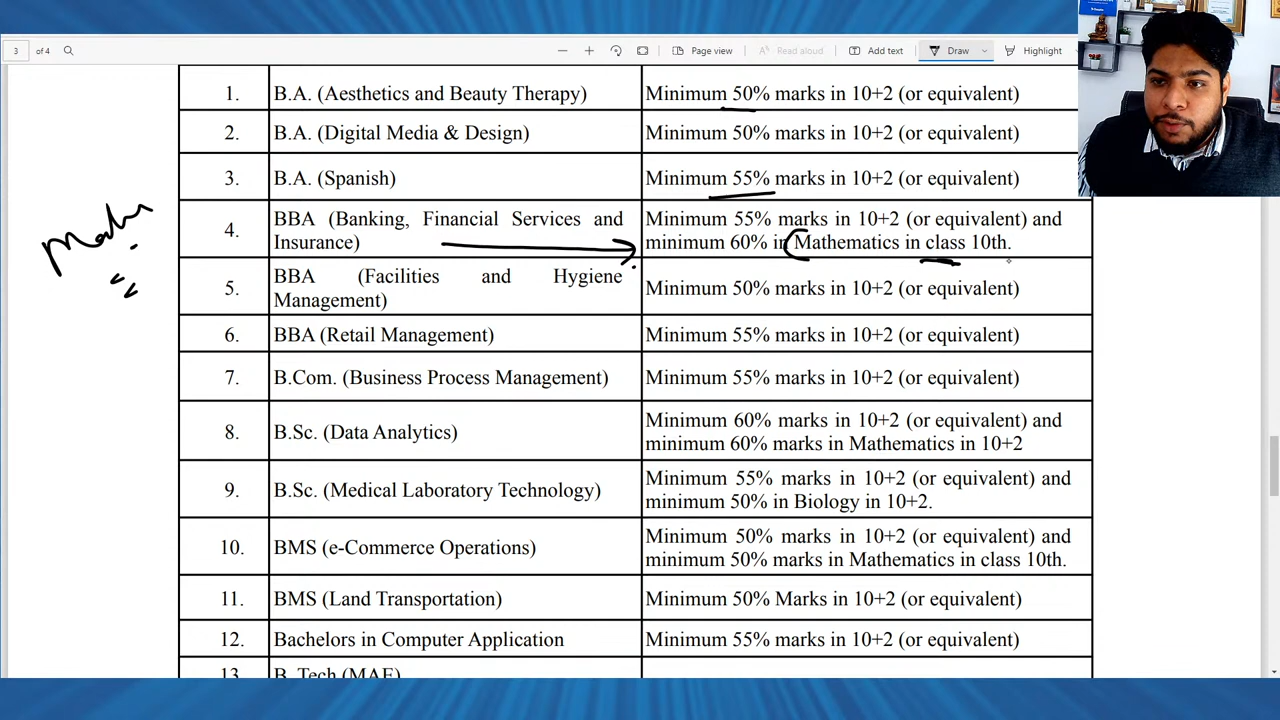 3 of 4 Page view Read aloud Add text Draw Highlight
1. B.A. (Aesthetics and Beauty Therapy) Minimum 50% marks in 10+2 (or equivalent)
2. B.A. (Digital Media & Design) Minimum 50% marks in 10+2 (or equivalent)
3. B.A. (Spanish) Minimum 55% marks in 10+2 (or equivalent)
4. BBA (Banking, Financial Services and Insurance) Minimum 55% marks in 10+2 (or equivalent) and
minimum 60% in Mathematics in class 10th.
5. BBA (Facilities and Hygiene
Management) Minimum 50% marks in 10+2 (or equivalent)
6. BBA (Retail Management) Minimum 55% marks in 10+2 (or equivalent)
7. B.Com. (Business Process Management) Minimum 55% marks in 10+2 (or equivalent)
8. B.Sc. (Data Analytics) Minimum 60% marks in 10+2 (or equivalent) and
minimum 60% marks in Mathematics in 10+2
9. B.Sc. (Medical Laboratory Technology) Minimum 55% marks in 10+2 (or equivalent) and
minimum 50% in Biology in 10+2.
10. BMS (e-Commerce Operations) Minimum 50% marks in 10+2 (or equivalent) and
minimum 50% marks in Mathematics in class 10th.
11. BMS (Land Transportation) Minimum 50% Marks in 10+2 (or equivalent)
12. Bachelors in Computer Application Minimum 55% marks in 10+2 (or equivalent)
13. B. Tech (MAE)